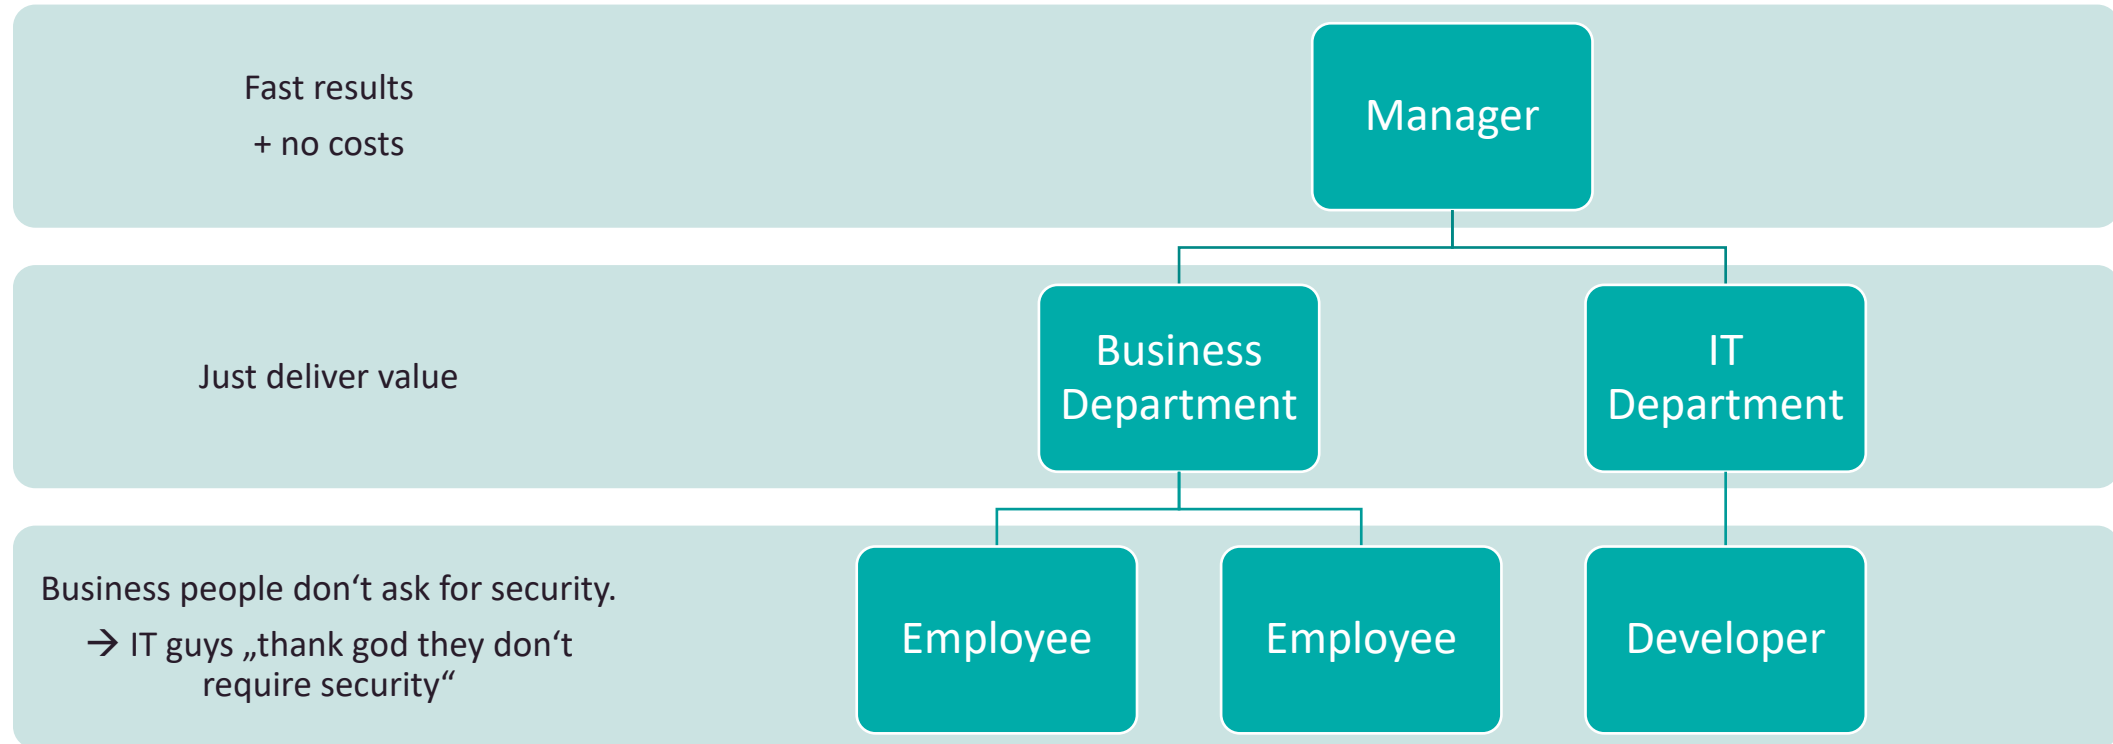 Fast results
+ no costs
Manager
Just deliver value
Business
Department
IT
Department
Business people don‘t ask for security.
→ IT guys „thank god they don‘t
require security“
Employee
Employee
Developer